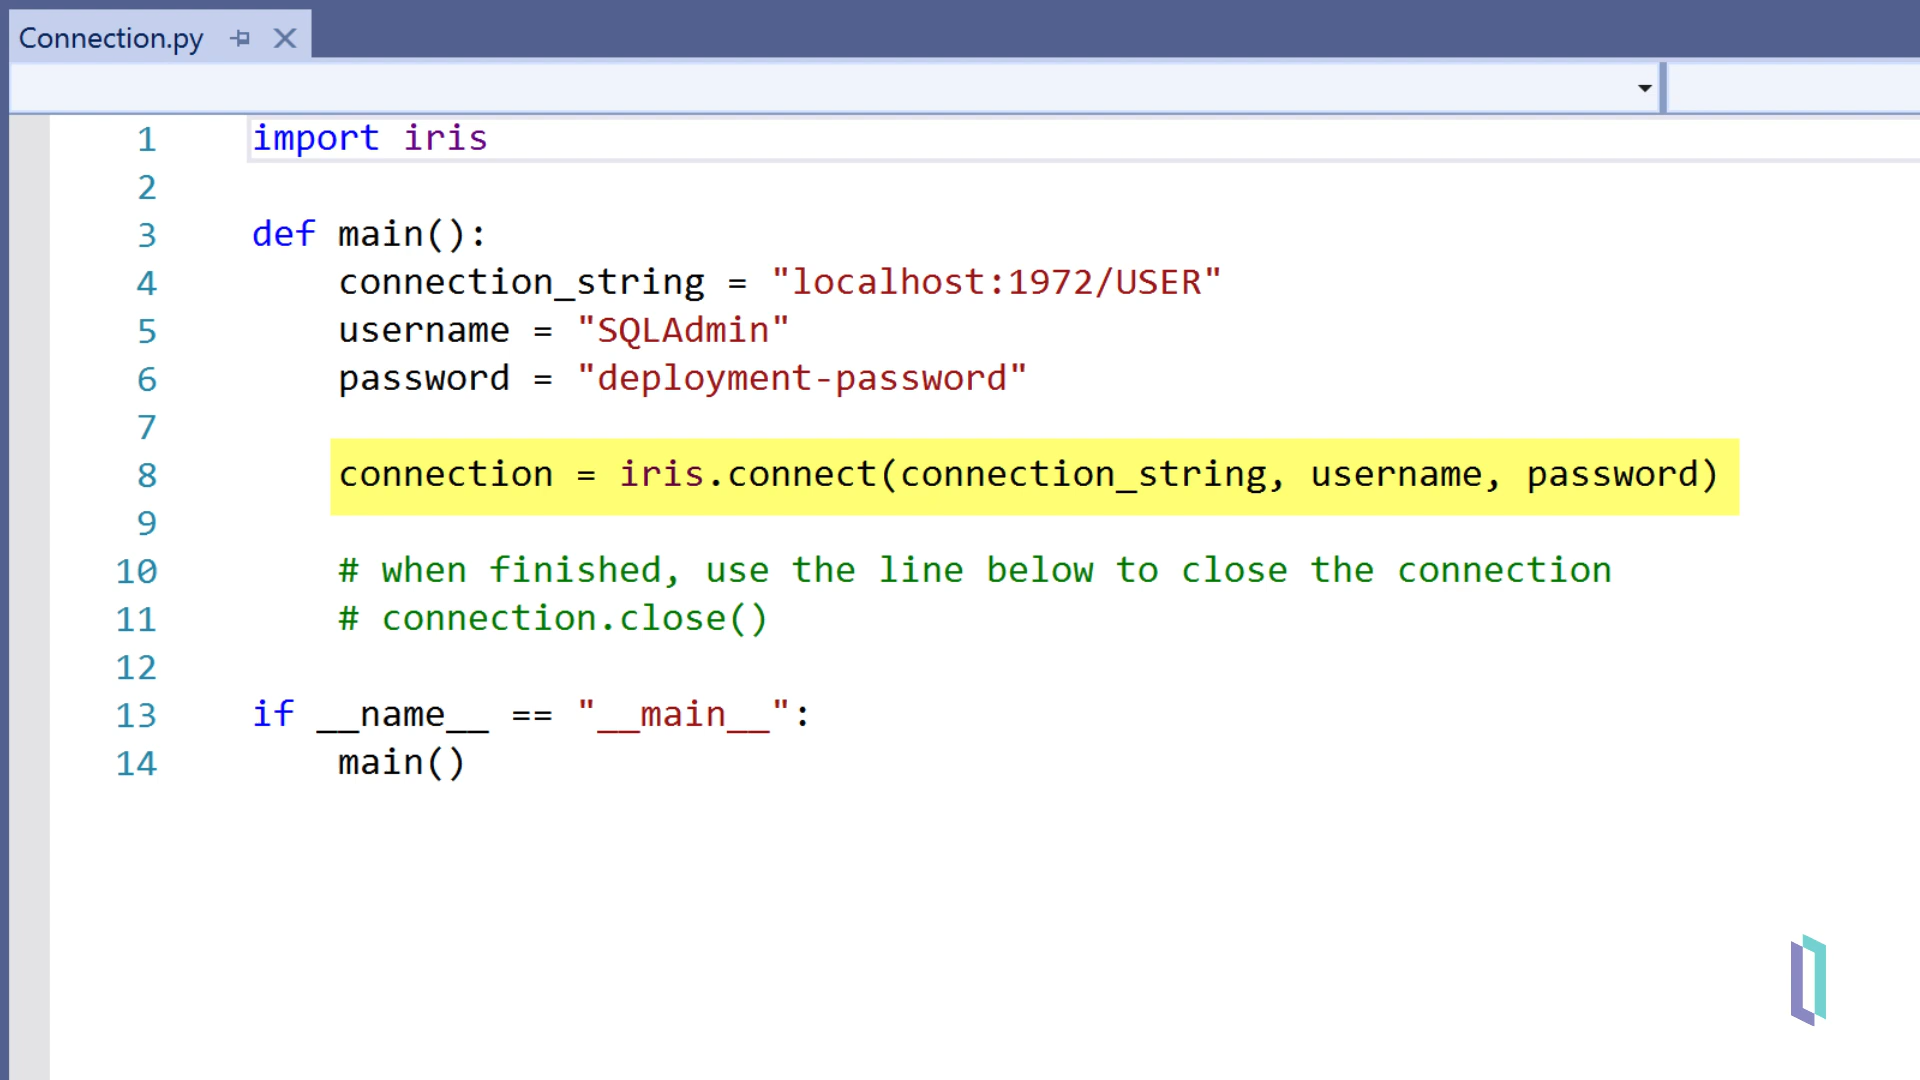 Connection.py
1 import iris
2
3 def main():
4 connection_string = "localhost:1972/USER"
5 username = "SQLAdmin"
6 password = "deployment-password"
7
8 connection = iris.connect(connection_string, username, password)
9
10 # when finished, use the line below to close the connection
11 # connection.close()
12
13 if __name__ == "__main__":
14 main()